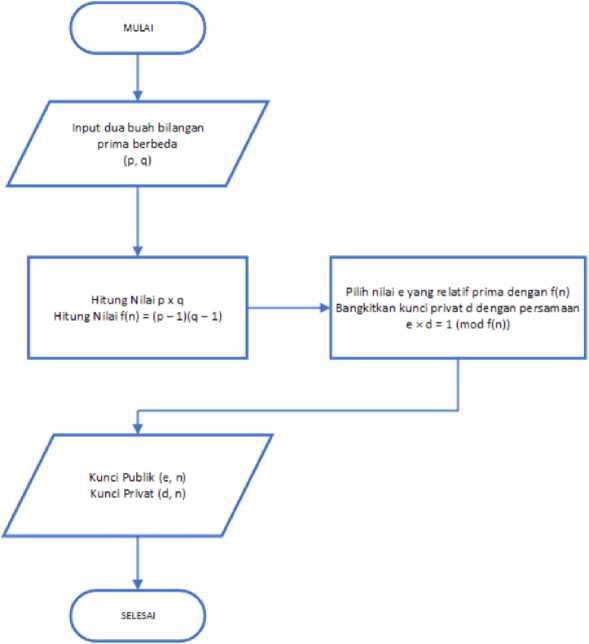 MULAI
Input dua buah bilangan
prima berbeda
(p, q)
Hitung Nilai p x q
Hitung Nilai f(n) = (p – 1)(q – 1)
Pilih nilai e yang relatif prima dengan f(n)
Bangkitkan kunci privat d dengan persamaan
e × d = 1 (mod f(n))
Kunci Publik (e, n)
Kunci Privat (d, n)
SELESAI